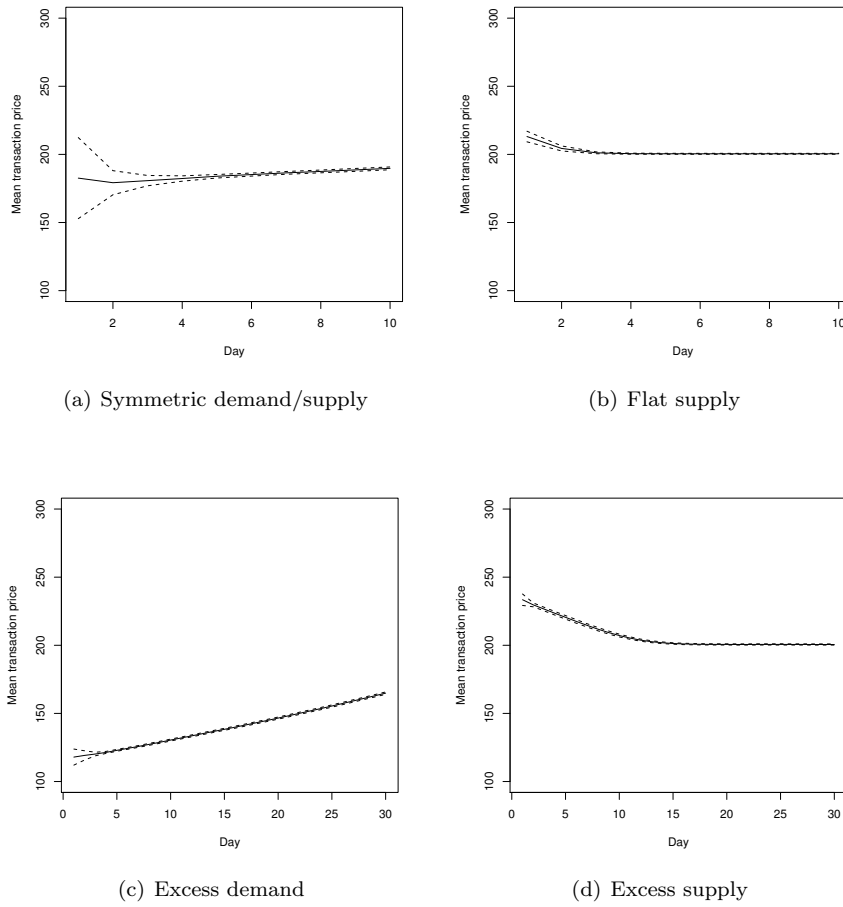 300
250
200
150
100
Mean transaction price
2 4 6 8 10
Day
(a) Symmetric demand/supply
300
250
200
150
100
Mean transaction price
2 4 6 8 10
Day
(b) Flat supply
300
250
200
150
100
Mean transaction price
0 5 10 15 20 25 30
Day
(c) Excess demand
300
250
200
150
100
Mean transaction price
0 5 10 15 20 25 30
Day
(d) Excess supply